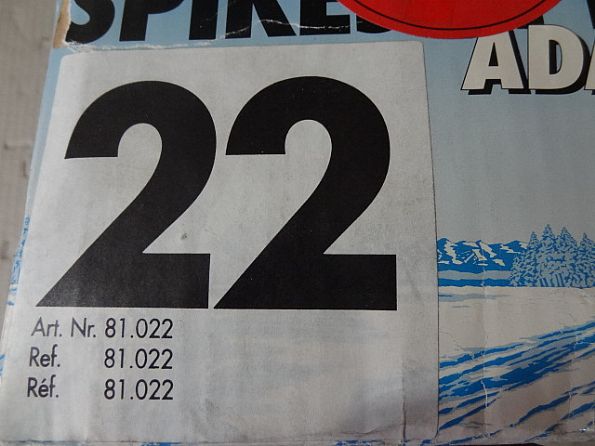 SPIKES
ADA
22
Art. Nr. 81.022
Ref. 81.022
Réf. 81.022